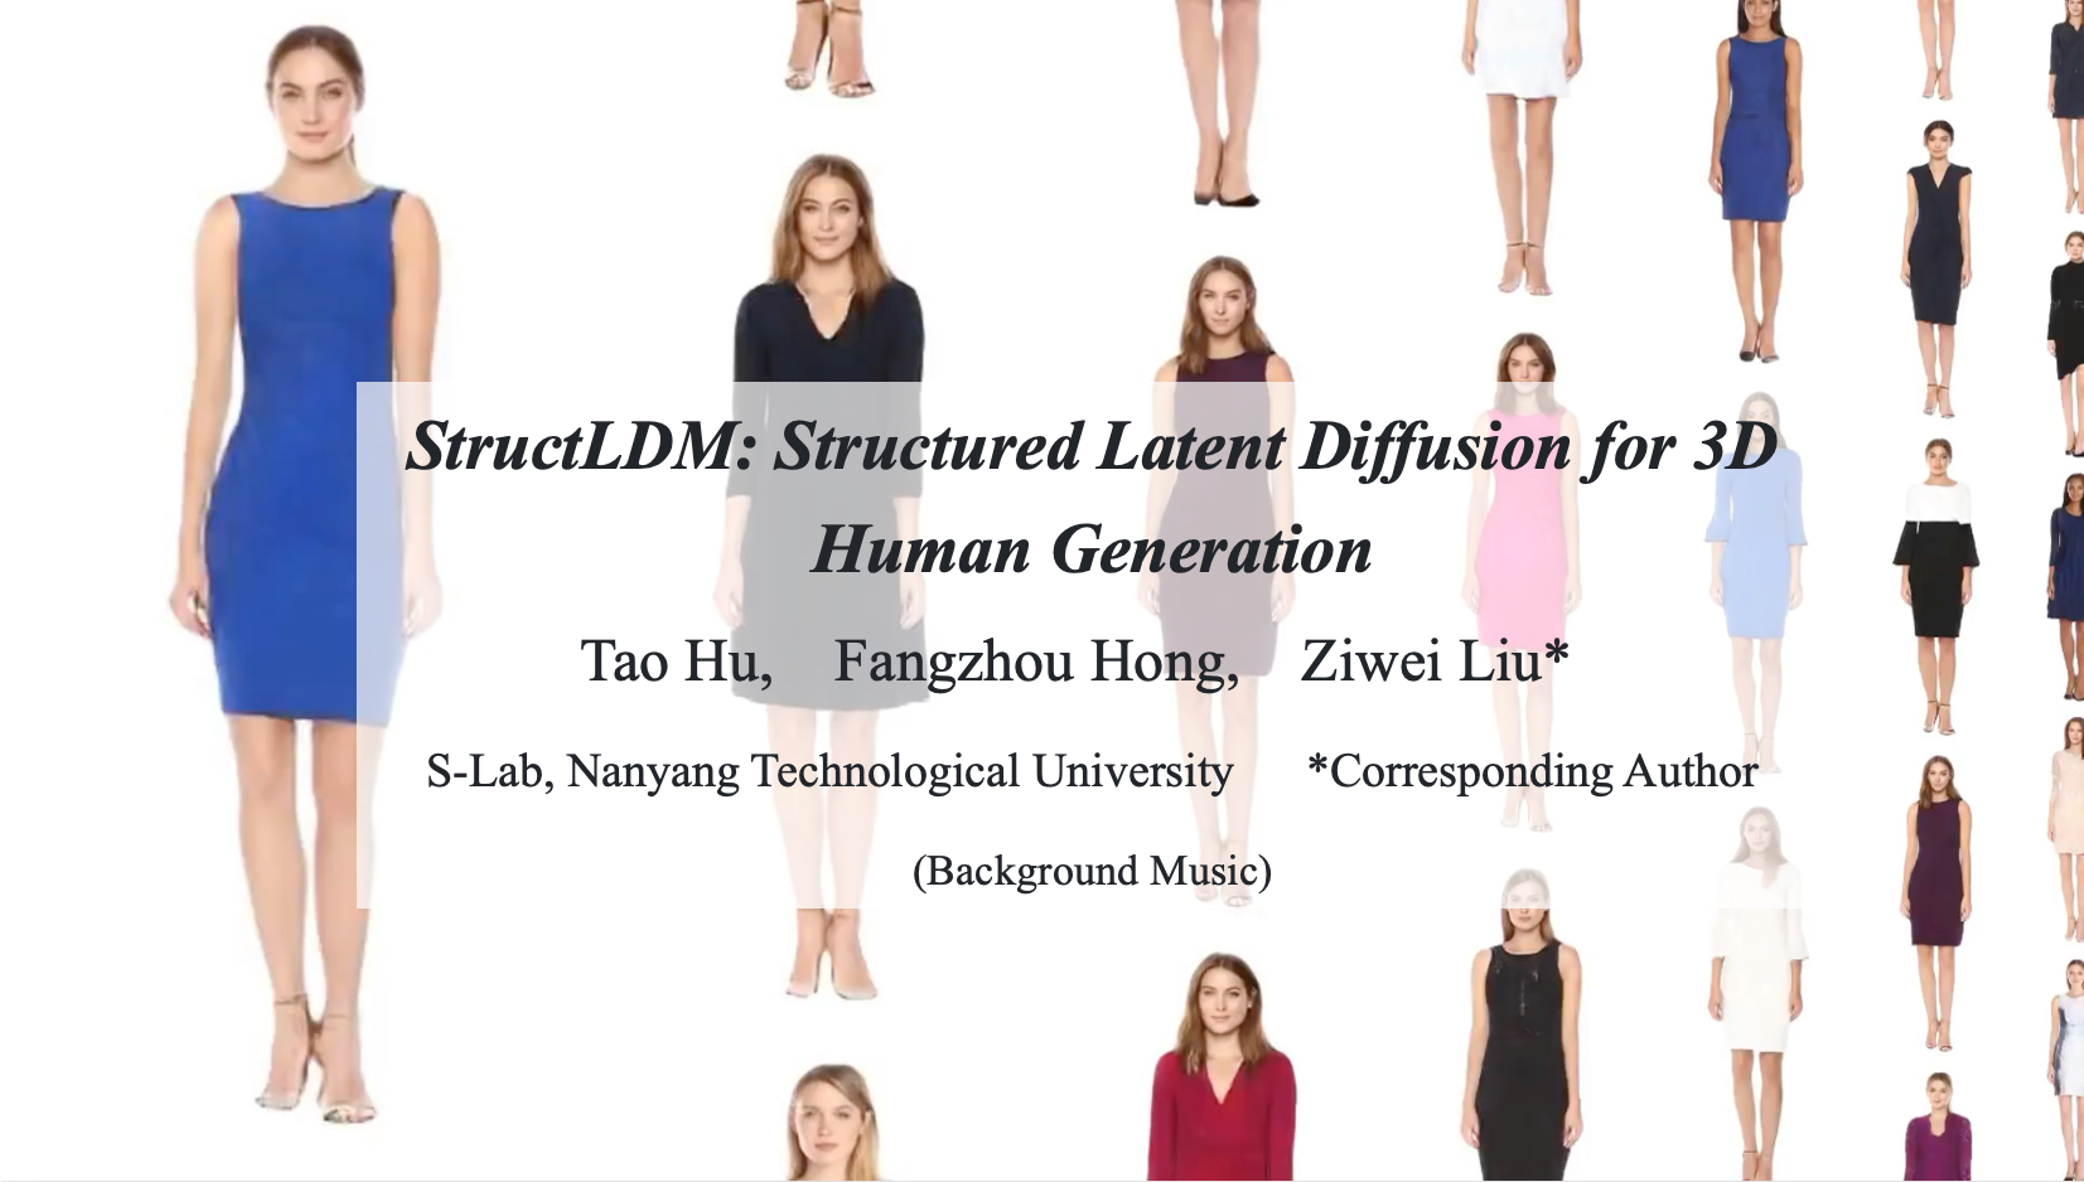 StructLDM: Structured Latent Diffusion for 3D
Human Generation
Tao Hu, Fangzhou Hong, Ziwei Liu*
S-Lab, Nanyang Technological University *Corresponding Author
(Background Music)